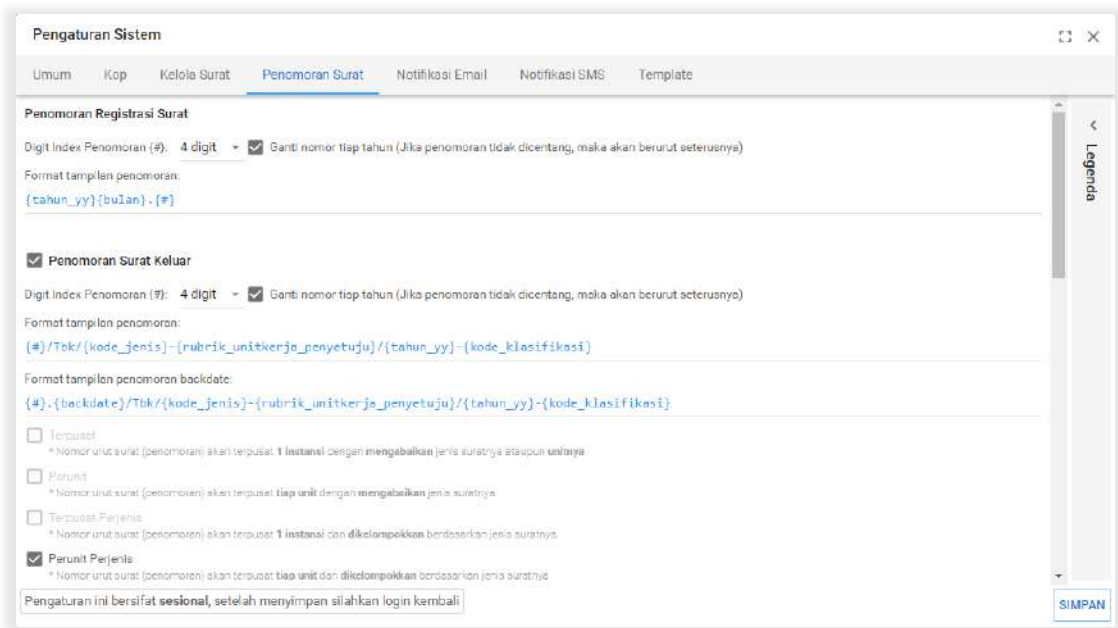 Pengaturan Sistem
Umum Kop Kelola Surat Penomoran Surat Notifikasi Email Notifikasi SMS Template
Penomoran Registrasi Surat
Digit Index Penomoran {#}: 4 digit Ganti nomor tiap tahun (Jika penomoran tidak dicentang, maka akan berurut seterusnya)
Format tampilan penomoran:
{tahun_yy}{bulan}.{#}
Legenda
Penomoran Surat Keluar
Digit Index Penomoran {#}: 4 digit Ganti nomor tiap tahun (Jika penomoran tidak dicentang, maka akan berurut seterusnya)
Format tampilan penomoran:
{#}/Tbk/{kode_jenis}-{rubrik_unitkerja_penyetuju}/{tahun_yy}-{kode_klasifikasi}
Format tampilan penomoran backdate:
{#}.{backdate}/Tbk/{kode_jenis}-{rubrik_unitkerja_penyetuju}/{tahun_yy}-{kode_klasifikasi}
Terpusat
* Nomor urut surat (penomoran) akan terpusat 1 instansi dengan mengabaikan jenis suratnya ataupun unitnya
Perunit
* Nomor urut surat (penomoran) akan terpusat tiap unit dengan mengabaikan jenis suratnya
Terpusat Perjenis
* Nomor urut surat (penomoran) akan terpusat 1 instansi dan dikelompokkan berdasarkan jenis suratnya
Perunit Perjenis
* Nomor urut surat (penomoran) akan terpusat tiap unit dan dikelompokkan berdasarkan jenis suratnya
Pengaturan ini bersifat sesional, setelah menyimpan silahkan login kembali
SIMPAN